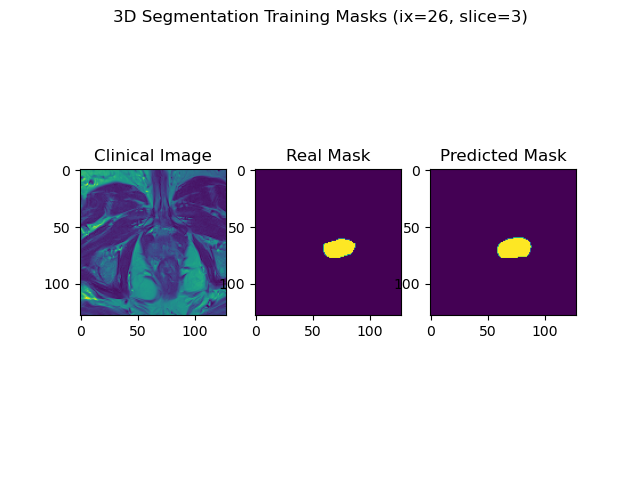 3D Segmentation Training Masks (ix=26, slice=3)
Clinical Image Real Mask Predicted Mask
0 0 0
50 50 50
100 100 100
0 50 100 0 50 100 0 50 100